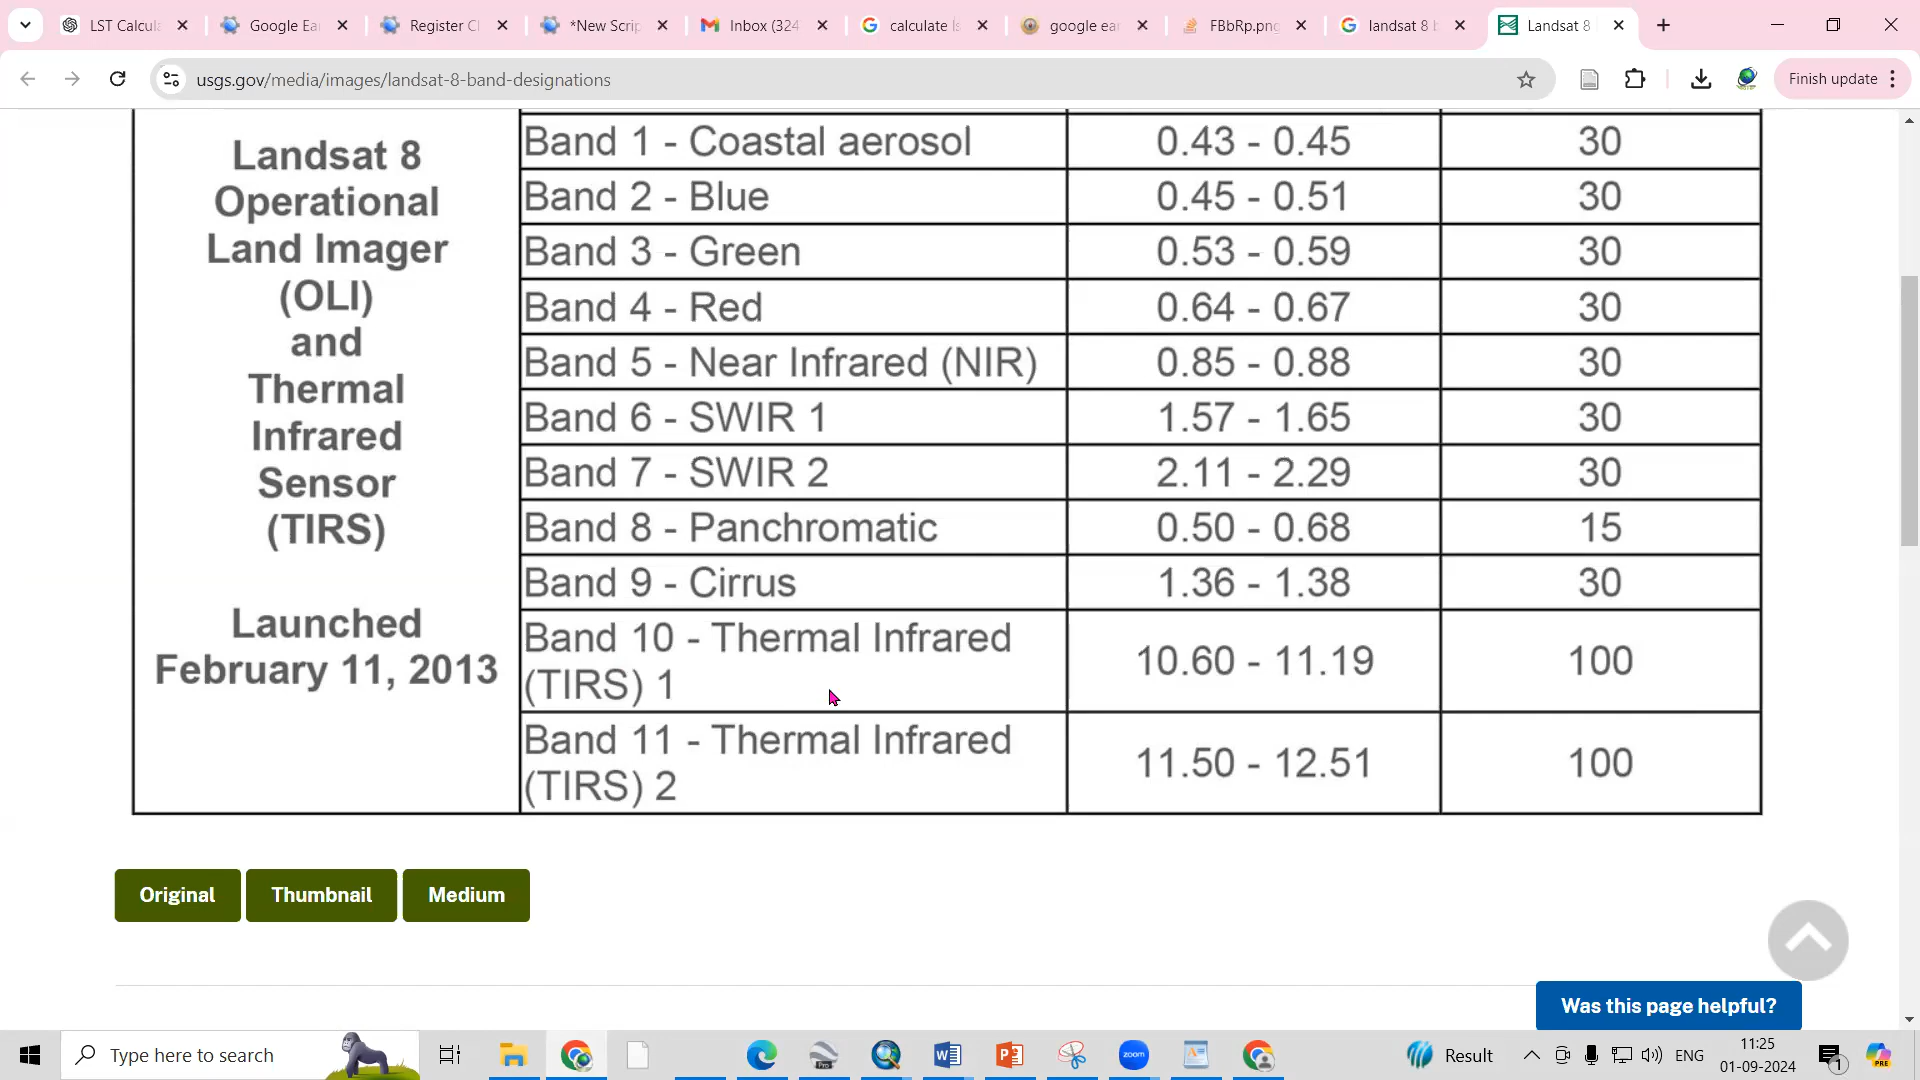 LST Calcula
Google Ea
Register C
*New Scrip
Inbox (324
calculate ls
google ear
FBbRp.png
landsat 8 b
Landsat 8
usgs.gov/media/images/landsat-8-band-designations
Finish update
Landsat 8
Operational
Land Imager
(OLI)
and
Thermal
Infrared
Sensor
(TIRS)
Launched
February 11, 2013
Band 1 - Coastal aerosol 0.43 - 0.45 30
Band 2 - Blue 0.45 - 0.51 30
Band 3 - Green 0.53 - 0.59 30
Band 4 - Red 0.64 - 0.67 30
Band 5 - Near Infrared (NIR) 0.85 - 0.88 30
Band 6 - SWIR 1 1.57 - 1.65 30
Band 7 - SWIR 2 2.11 - 2.29 30
Band 8 - Panchromatic 0.50 - 0.68 15
Band 9 - Cirrus 1.36 - 1.38 30
Band 10 - Thermal Infrared
(TIRS) 1 10.60 - 11.19 100
Band 11 - Thermal Infrared
(TIRS) 2 11.50 - 12.51 100
Original
Thumbnail
Medium
Was this page helpful?
Type here to search
Pro
zoom
Result
ENG
11:25
01-09-2024
1
PRE